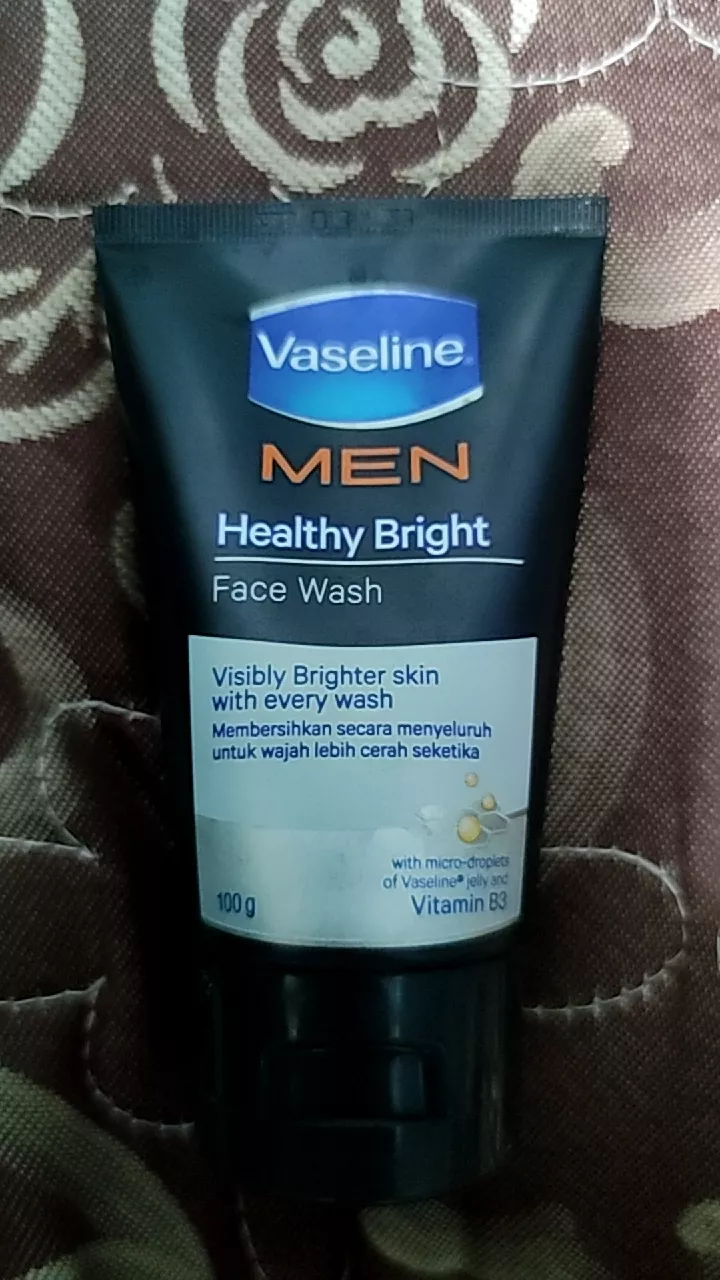 Vaseline
MEN
Healthy Bright
Face Wash
Visibly Brighter skin
with every wash
Membersihkan secara menyeluruh
untuk wajah lebih cerah seketika
with micro-droplets
of Vaseline® jelly and
Vitamin B3
100 g